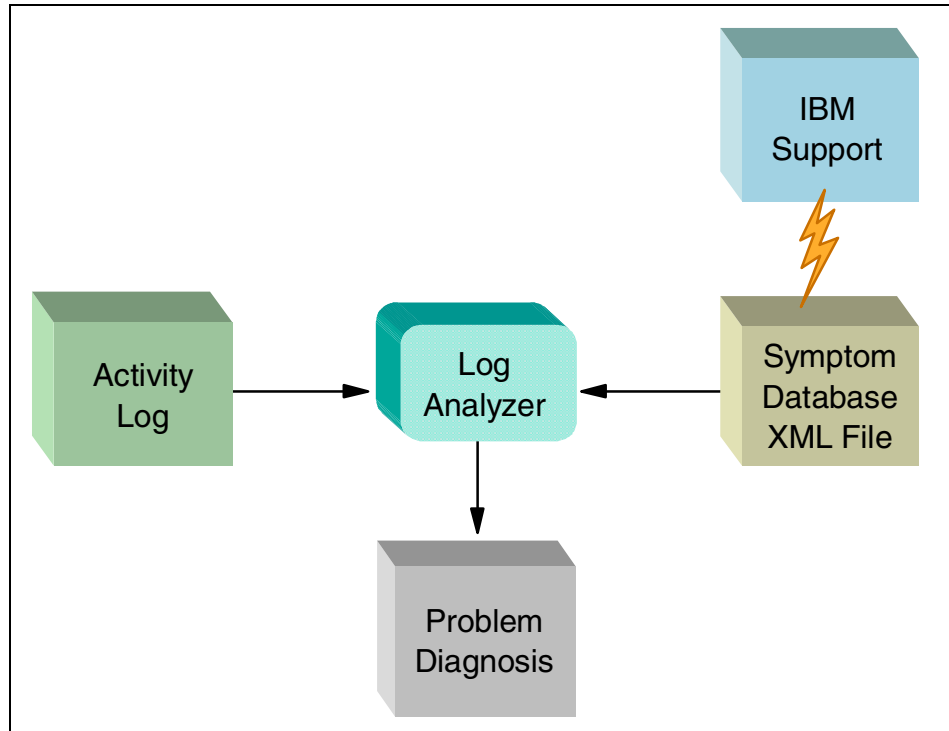 IBM
Support
Activity
Log
Log
Analyzer
Symptom
Database
XML File
Problem
Diagnosis